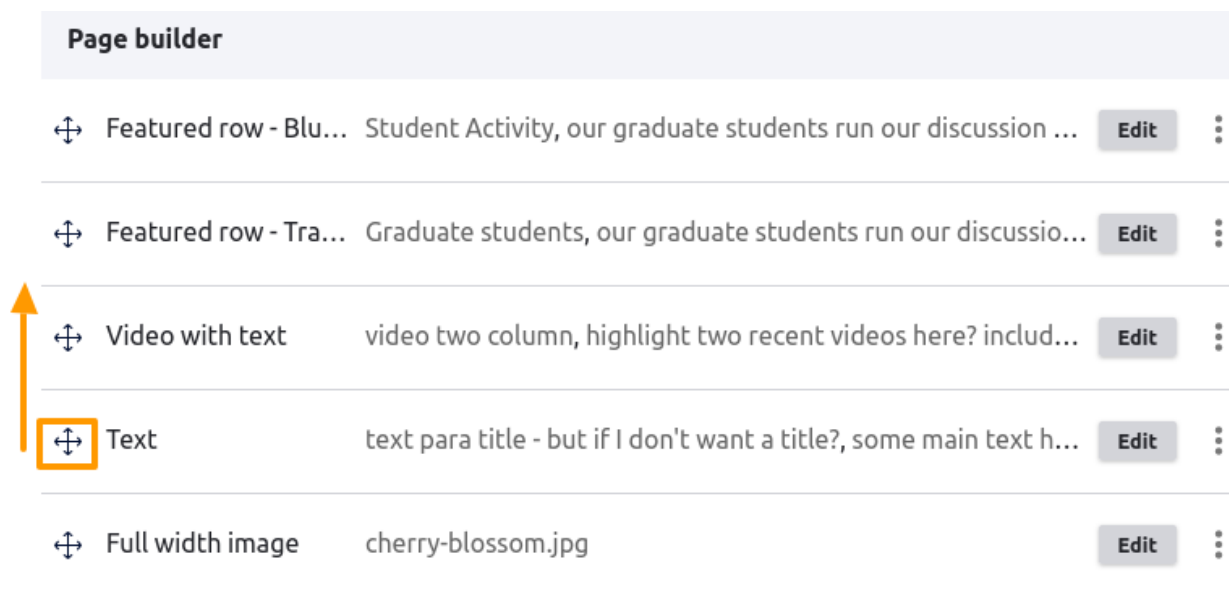 Page builder
Featured row - Blu... Student Activity, our graduate students run our discussion ... Edit
Featured row - Tra... Graduate students, our graduate students run our discussio... Edit
Video with text video two column, highlight two recent videos here? includ... Edit
Text text para title - but if I don't want a title?, some main text h... Edit
Full width image cherry-blossom.jpg Edit